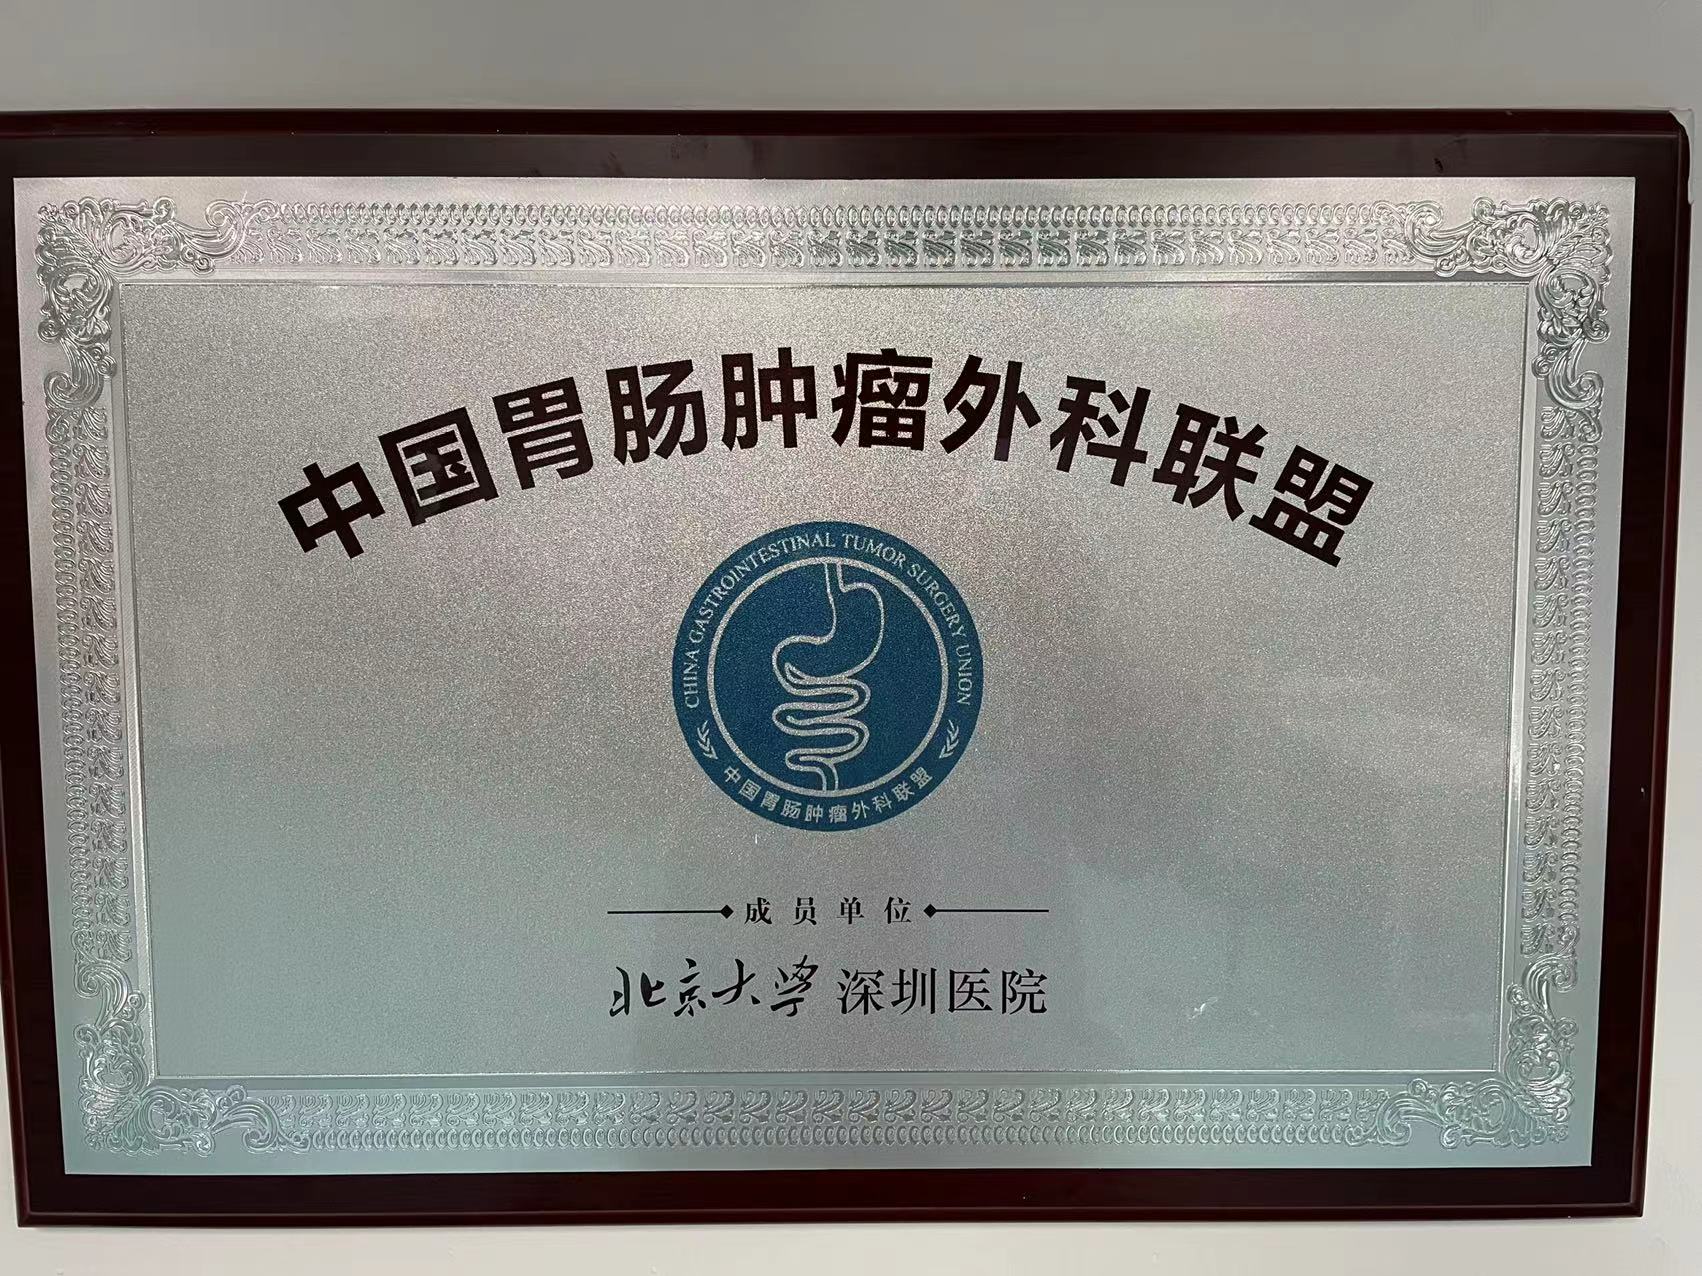 中国胃肠肿瘤外科联盟
CHINA GASTROINTESTINAL TUMOR SURGERY UNION
中国胃肠肿瘤外科联盟
成员单位
北京大学深圳医院